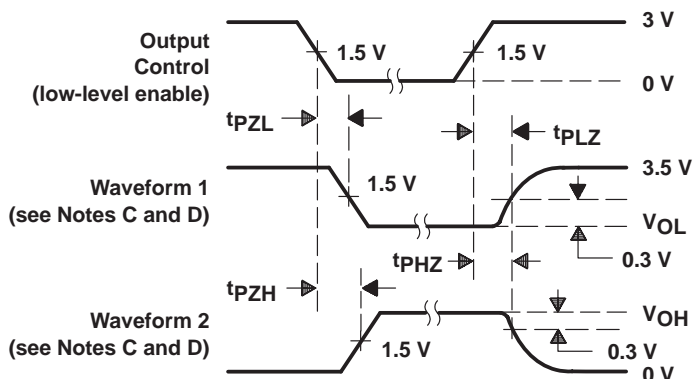 3 V
Output
Control
(low-level enable)
1.5 V
1.5 V
0 V
tPZL
tPLZ
3.5 V
Waveform 1
(see Notes C and D)
1.5 V
VOL
0.3 V
tPHZ
tPZH
VOH
Waveform 2
(see Notes C and D)
1.5 V
0.3 V
0 V